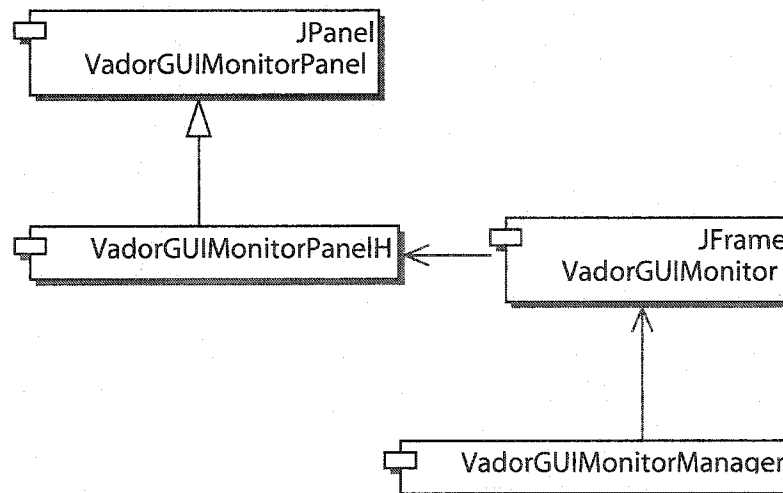 JPanel
VadorGUIMonitorPanel
VadorGUIMonitorPanelH
JFrame
VadorGUIMonitor
VadorGUIMonitorManager